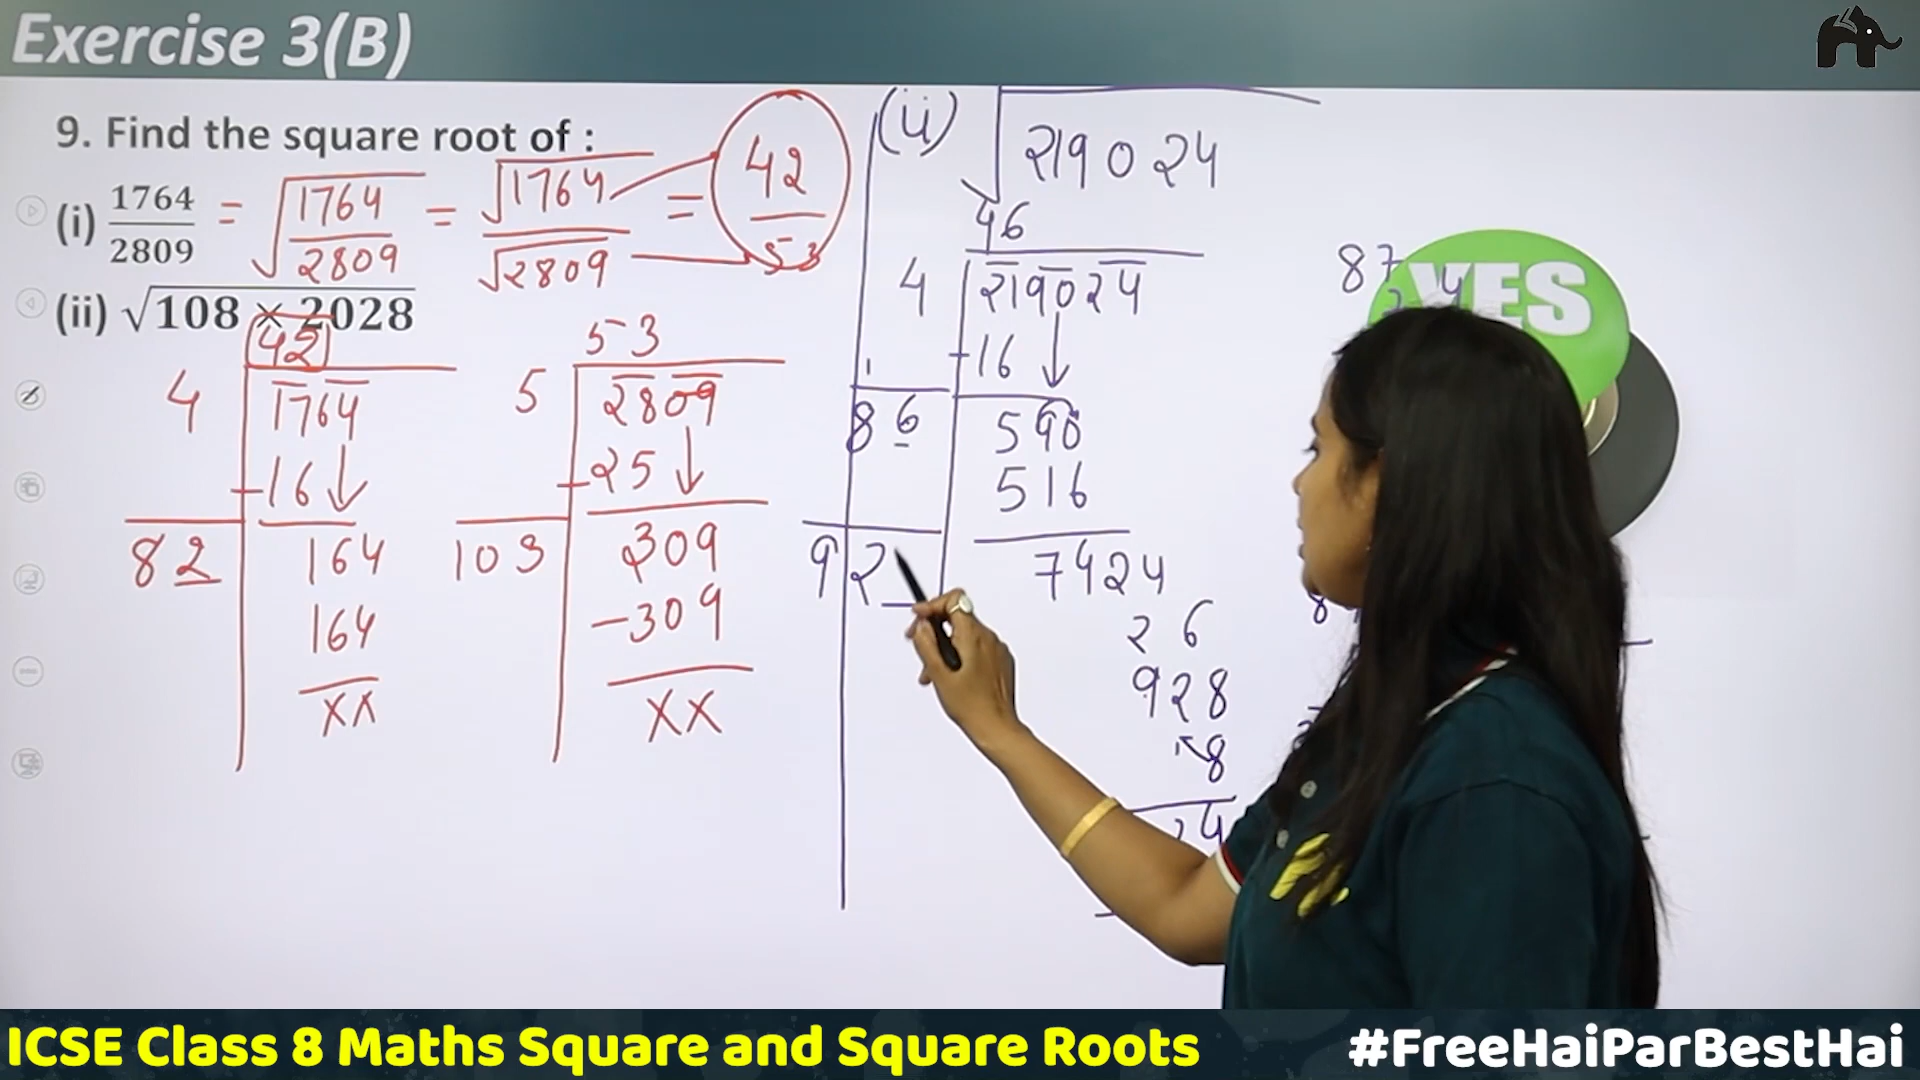 Exercise 3(B)
9. Find the square root of :
(i) 1764/2809 = √(1764/2809) = √1764/√2809 = 42/53
(ii) √108 × 2028
42
4 1764
-16
82 164
164
XX
53
5 2809
-25
103 309
-309
XX
(ii) √219024
46
4 219024
-16
86 590
516
92 7424
26
928
8
87
YES
ICSE Class 8 Maths Square and Square Roots
#FreeHaiParBestHai